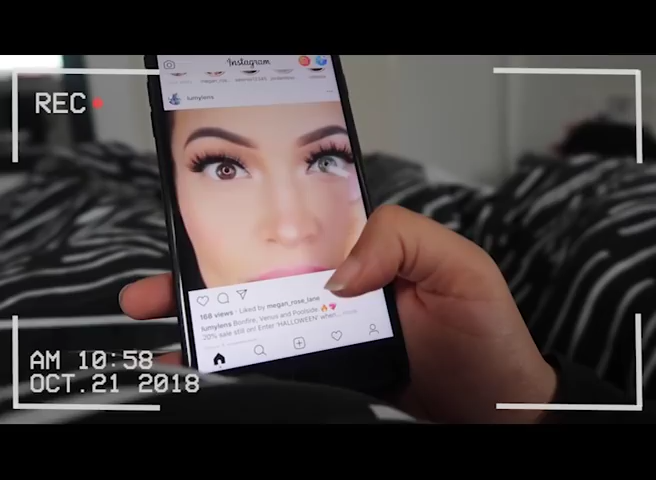 Instagram
lumylens
REC
168 views · Liked by megan_rose_lane
lumylens Bonfire, Venus and Poolside.🔥💝
20% sale still on! Enter 'HALLOWEEN' when... more
AM 10:58
OCT.21 2018